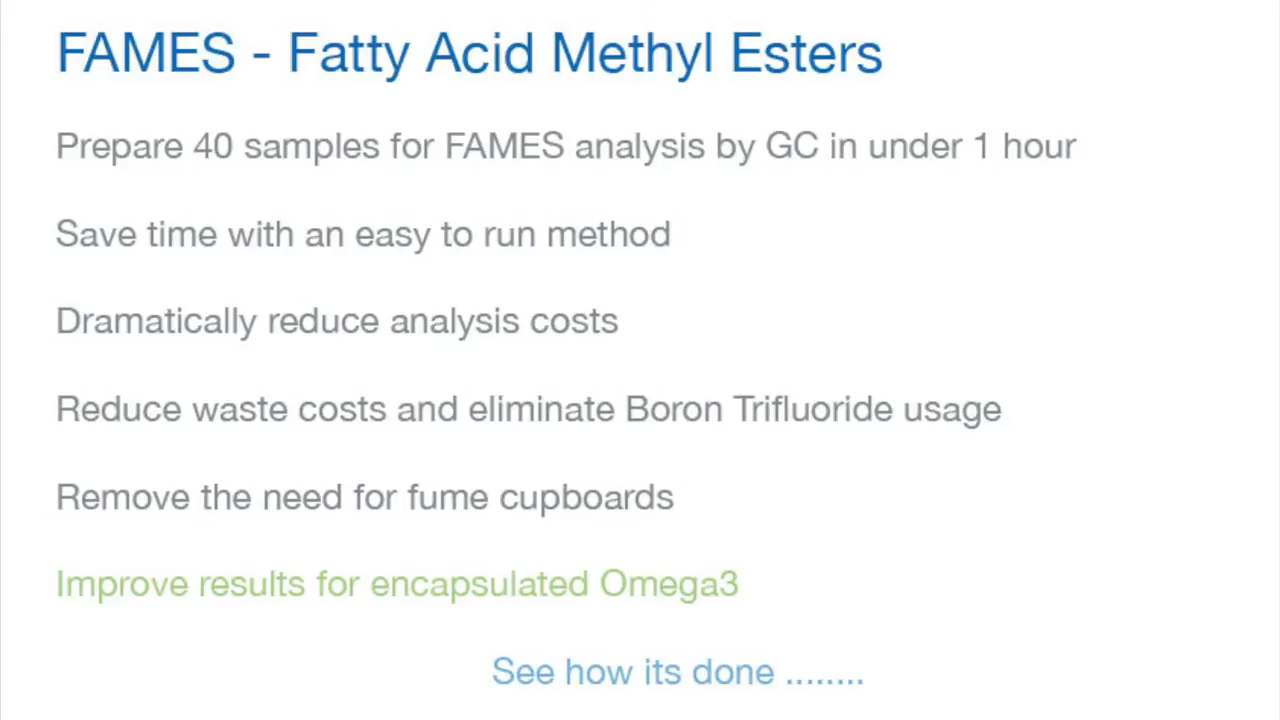 FAMES - Fatty Acid Methyl Esters
Prepare 40 samples for FAMES analysis by GC in under 1 hour
Save time with an easy to run method
Dramatically reduce analysis costs
Reduce waste costs and eliminate Boron Trifluoride usage
Remove the need for fume cupboards
Improve results for encapsulated Omega3
See how its done ........